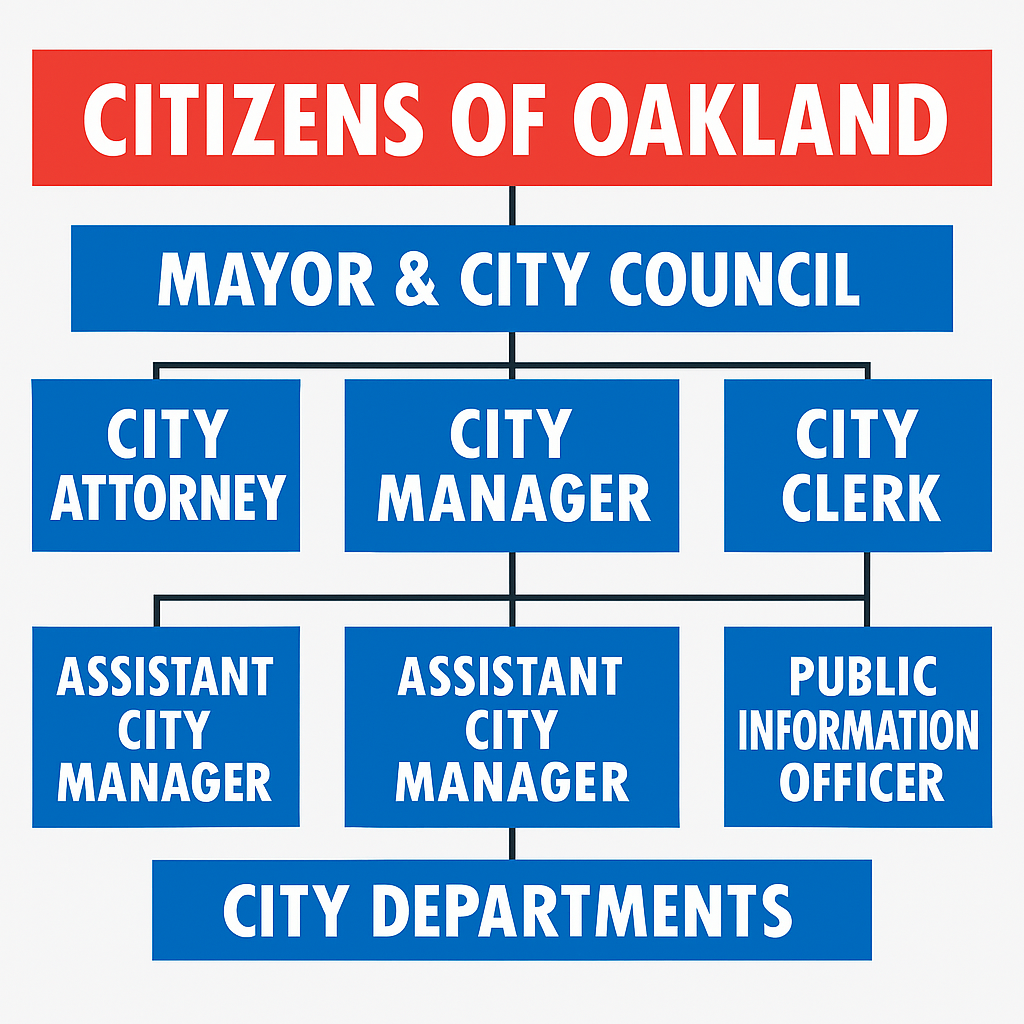 CITIZENS OF OAKLAND
MAYOR & CITY COUNCIL
CITY
ATTORNEY
CITY
MANAGER
CITY
CLERK
ASSISTANT
CITY
MANAGER
ASSISTANT
CITY
MANAGER
PUBLIC
INFORMATION
OFFICER
CITY DEPARTMENTS